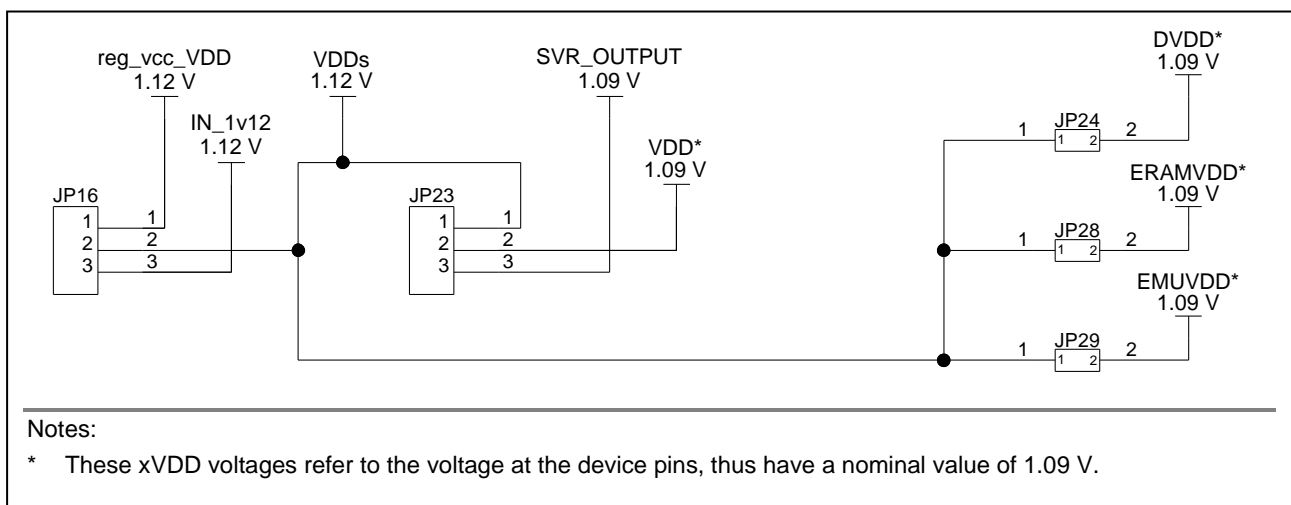 reg_vcc_VDD
1.12 V
IN_1v12
1.12 V
VDDs
1.12 V
SVR_OUTPUT
1.09 V
VDD*
1.09 V
DVDD*
1.09 V
ERAMVDD*
1.09 V
EMUVDD*
1.09 V
JP16
1 1
2 2
3 3
JP23
1 1
2 2
3 3
JP24
1 1 2 2
JP28
1 1 2 2
JP29
1 1 2 2
Notes:
* These xVDD voltages refer to the voltage at the device pins, thus have a nominal value of 1.09 V.